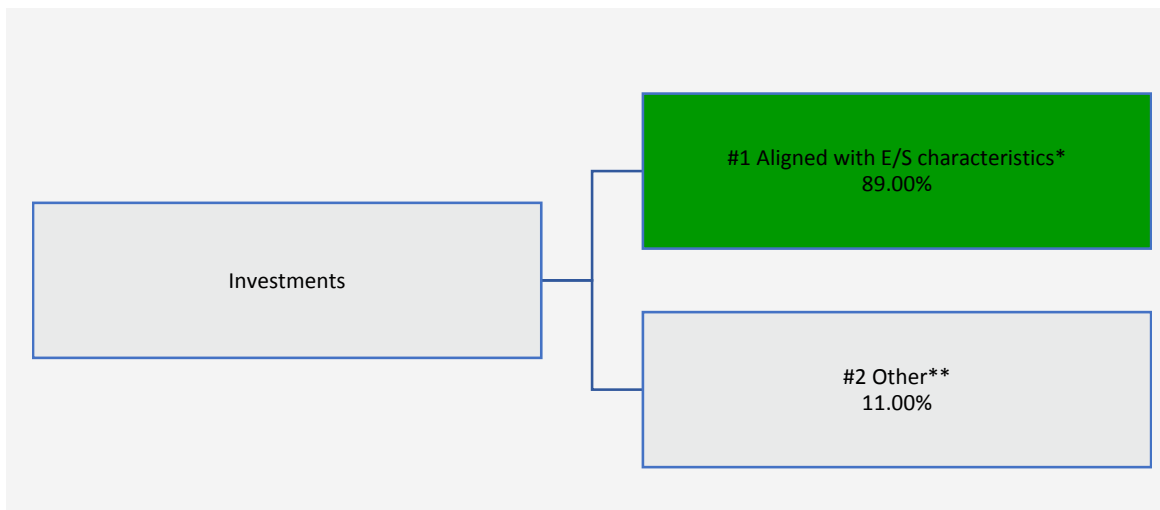 Investments
#1 Aligned with E/S characteristics*
89.00%
#2 Other**
11.00%